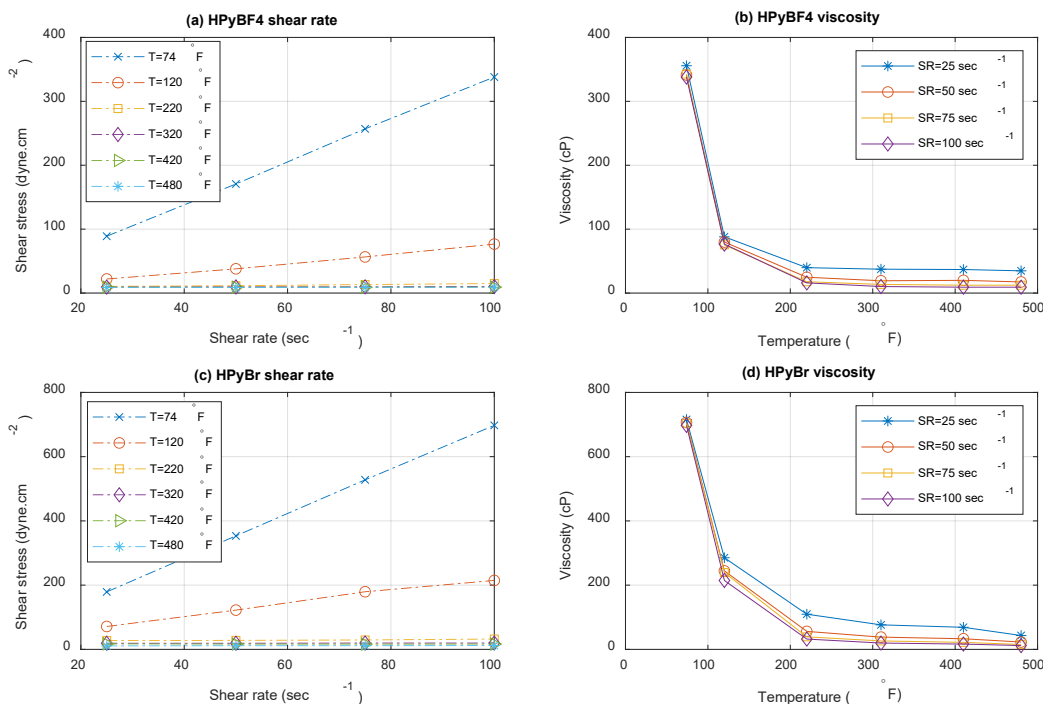 (a) HPyBF4 shear rate
400
300
200
100
0
20
40
60
80
100
Shear stress (dyne.cm -2 )
Shear rate (sec -1 )
T=74 °F
T=120 °F
T=220 °F
T=320 °F
T=420 °F
T=480 °F
(b) HPyBF4 viscosity
400
300
200
100
0
0
100
200
300
400
500
Viscosity (cP)
Temperature ( °F)
SR=25 sec -1
SR=50 sec -1
SR=75 sec -1
SR=100 sec -1
(c) HPyBr shear rate
800
600
400
200
0
20
40
60
80
100
Shear stress (dyne.cm -2 )
Shear rate (sec -1 )
T=74 °F
T=120 °F
T=220 °F
T=320 °F
T=420 °F
T=480 °F
(d) HPyBr viscosity
800
600
400
200
0
0
100
200
300
400
500
Viscosity (cP)
Temperature ( °F)
SR=25 sec -1
SR=50 sec -1
SR=75 sec -1
SR=100 sec -1